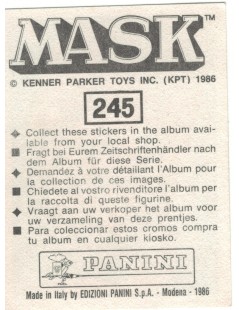 MASK™
© KENNER PARKER TOYS INC. (KPT) 1986
245
◆ Collect these stickers in the album avai-
lable from your local shop.
■ Fragt bei Eurem Zeitschriftenhändler nach
dem Album für diese Serie.
◆ Demandez à votre détaillant l'Album pour
la collection de ces images.
■ Chiedete al vostro rivenditore l'album per
la raccolta di queste figurine.
◆ Vraagt aan uw verkoper het album voor
uw verzameling van deze prentjes.
■ Para coleccionar estos cromos compra
tu album en cualquier kiosko.
PANINI
Made in Italy by EDIZIONI PANINI S.p.A. - Modena - 1986